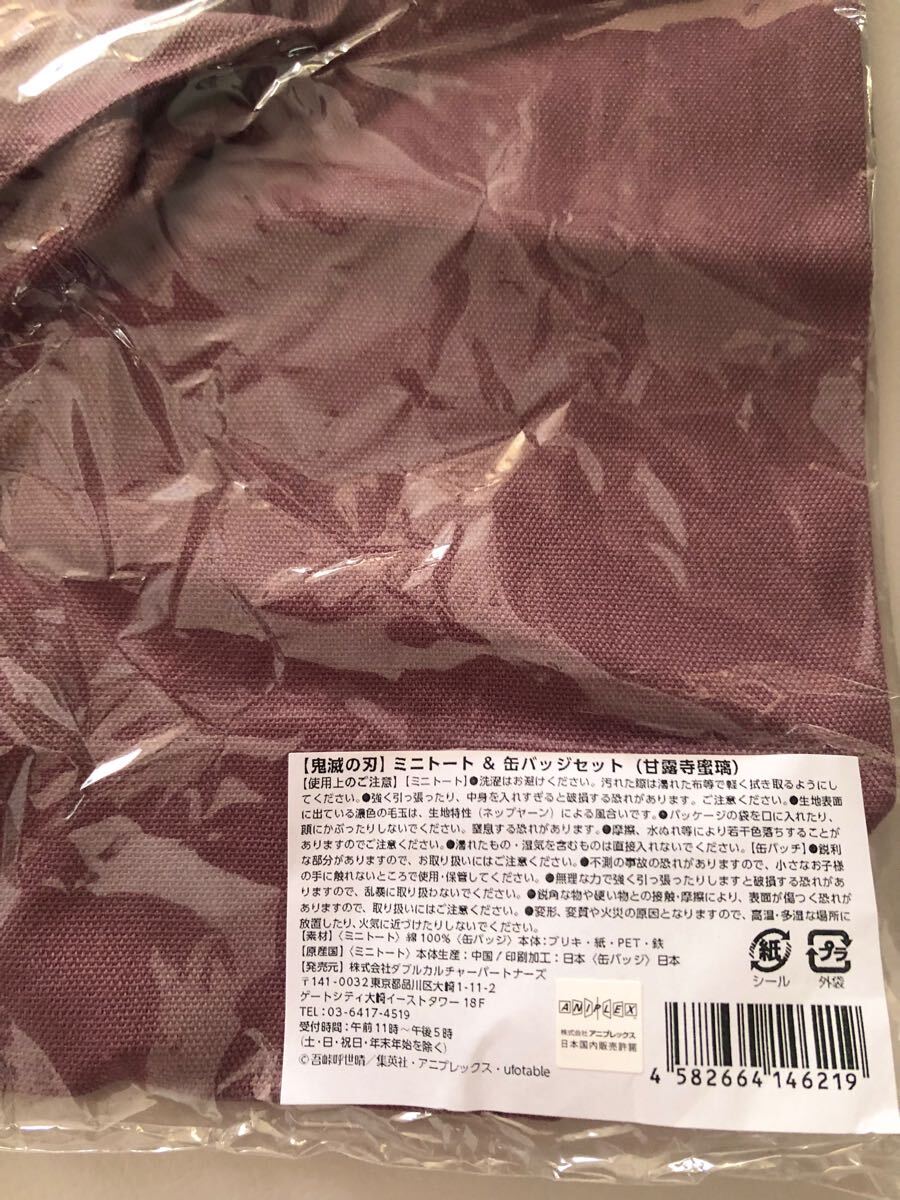 【鬼滅の刃】ミニトート & 缶バッジセット（甘露寺蜜璃）
【使用上のご注意】【ミニトート】●洗濯はお避けください。汚れた際は濡れた布等で軽く拭き取るようにし
てください。●強く引っ張ったり、中身を入れすぎると破損する恐れがあります。ご注意ください。●生地表面
に出ている濃色の毛玉は、生地特性（ネップヤーン）による風合いです。●パッケージの袋を口に入れたり、
顔にかぶったりしないでください。窒息する恐れがあります。●摩擦、水ぬれ等により若干色落ちすることが
ありますのでご注意ください。●濡れたもの・湿気を含むものは直接入れないでください。【缶バッチ】●鋭利
な部分がありますので、お取り扱いにはご注意ください。●不測の事故の恐れがありますので、小さなお子様
の手に触れないところで使用・保管してください。●無理な力で強く引っ張ったりしますと破損する恐れがあ
りますので、乱暴に取り扱わないでください。●鋭角な物や硬い物との接触・摩擦により、表面が傷つく恐れが
ありますので、取り扱いにはご注意ください。●変形、変質や火災の原因となりますので、高温・多湿な場所に
放置したり、火気に近づけたりしないでください。
【素材】〈ミニトート〉綿100%〈缶バッジ〉本体：ブリキ・紙・PET・鉄
【原産国】〈ミニトート〉本体生産：中国/印刷加工：日本〈缶バッジ〉日本
【発売元】株式会社ダブルカルチャーパートナーズ
〒141-0032東京都品川区大崎1-11-2
ゲートシティ大崎イーストタワー18F
TEL:03-6417-4519
受付時間：午前11時〜午後5時
(土・日・祝日・年末年始を除く)
©吾峠呼世晴／集英社・アニプレックス・ufotable
ANIPLEX
株式会社アニプレックス
日本国内販売許諾
紙
シール
プラ
外袋
4 582664 146219